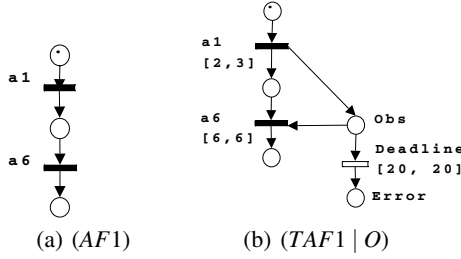 a1
a6
(a) (AF1)
a1
[2,3]
a6
[6,6]
Obs
Deadline
[20, 20]
Error
(b) (TAF1 | O)